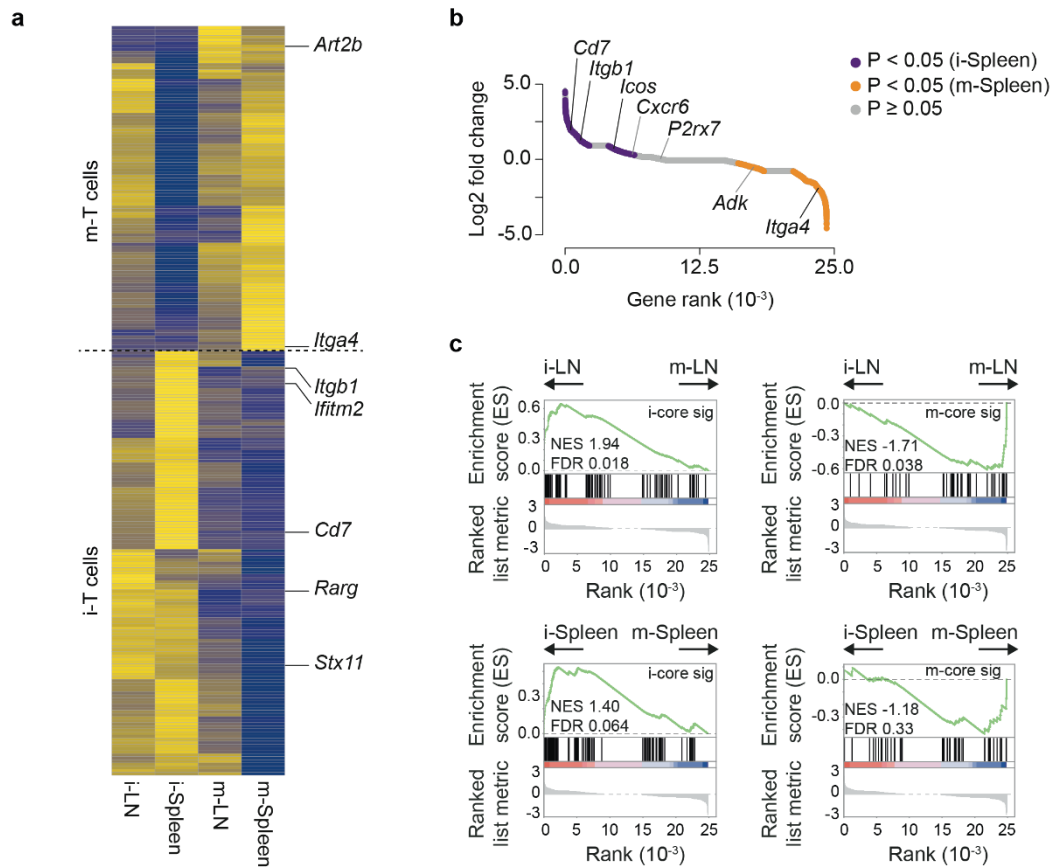 a
m-T cells
i-T cells
Art2b
Itga4
Itgb1
Ifitm2
Cd7
Rarg
Stx11
i-LN
i-Spleen
m-LN
m-Spleen
b
Log2 fold change
5.0
0.0
-5.0
Cd7
Itgb1
Icos
Cxcr6
P2rx7
Adk
Itga4
0.0 12.5 25.0
Gene rank (10-3)
P < 0.05 (i-Spleen)
P < 0.05 (m-Spleen)
P ≥ 0.05
c
i-LN m-LN
Enrichment
score (ES)
0.6
0.3
0.0
i-core sig
NES 1.94
FDR 0.018
Ranked
list metric
3
0
-3
0 5 10 15 20 25
Rank (10-3)
i-LN m-LN
Enrichment
score (ES)
0.0
-0.3
-0.6
m-core sig
NES -1.71
FDR 0.038
Ranked
list metric
3
0
-3
0 5 10 15 20 25
Rank (10-3)
i-Spleen m-Spleen
Enrichment
score (ES)
0.3
0.0
i-core sig
NES 1.40
FDR 0.064
Ranked
list metric
3
0
-3
0 5 10 15 20 25
Rank (10-3)
i-Spleen m-Spleen
Enrichment
score (ES)
0.0
-0.3
m-core sig
NES -1.18
FDR 0.33
Ranked
list metric
3
0
-3
0 5 10 15 20 25
Rank (10-3)